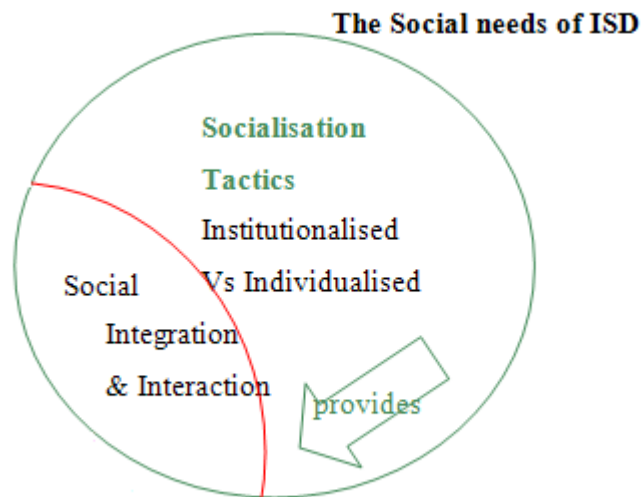 The Social needs of ISD
Socialisation
Tactics
Institutionalised
Vs Individualised
Social
Integration
& Interaction
provides